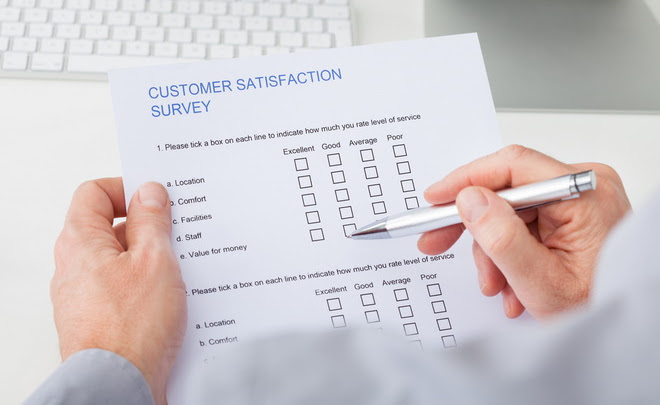 CUSTOMER SATISFACTION
SURVEY
1. Please tick a box on each line to indicate how much you rate level of service
Excellent Good Average Poor
a. Location
b. Comfort
c. Facilities
d. Staff
e. Value for money
2. Please tick a box on each line to indicate how much you rate level of service
Excellent Good Average Poor
a. Location
b. Comfort